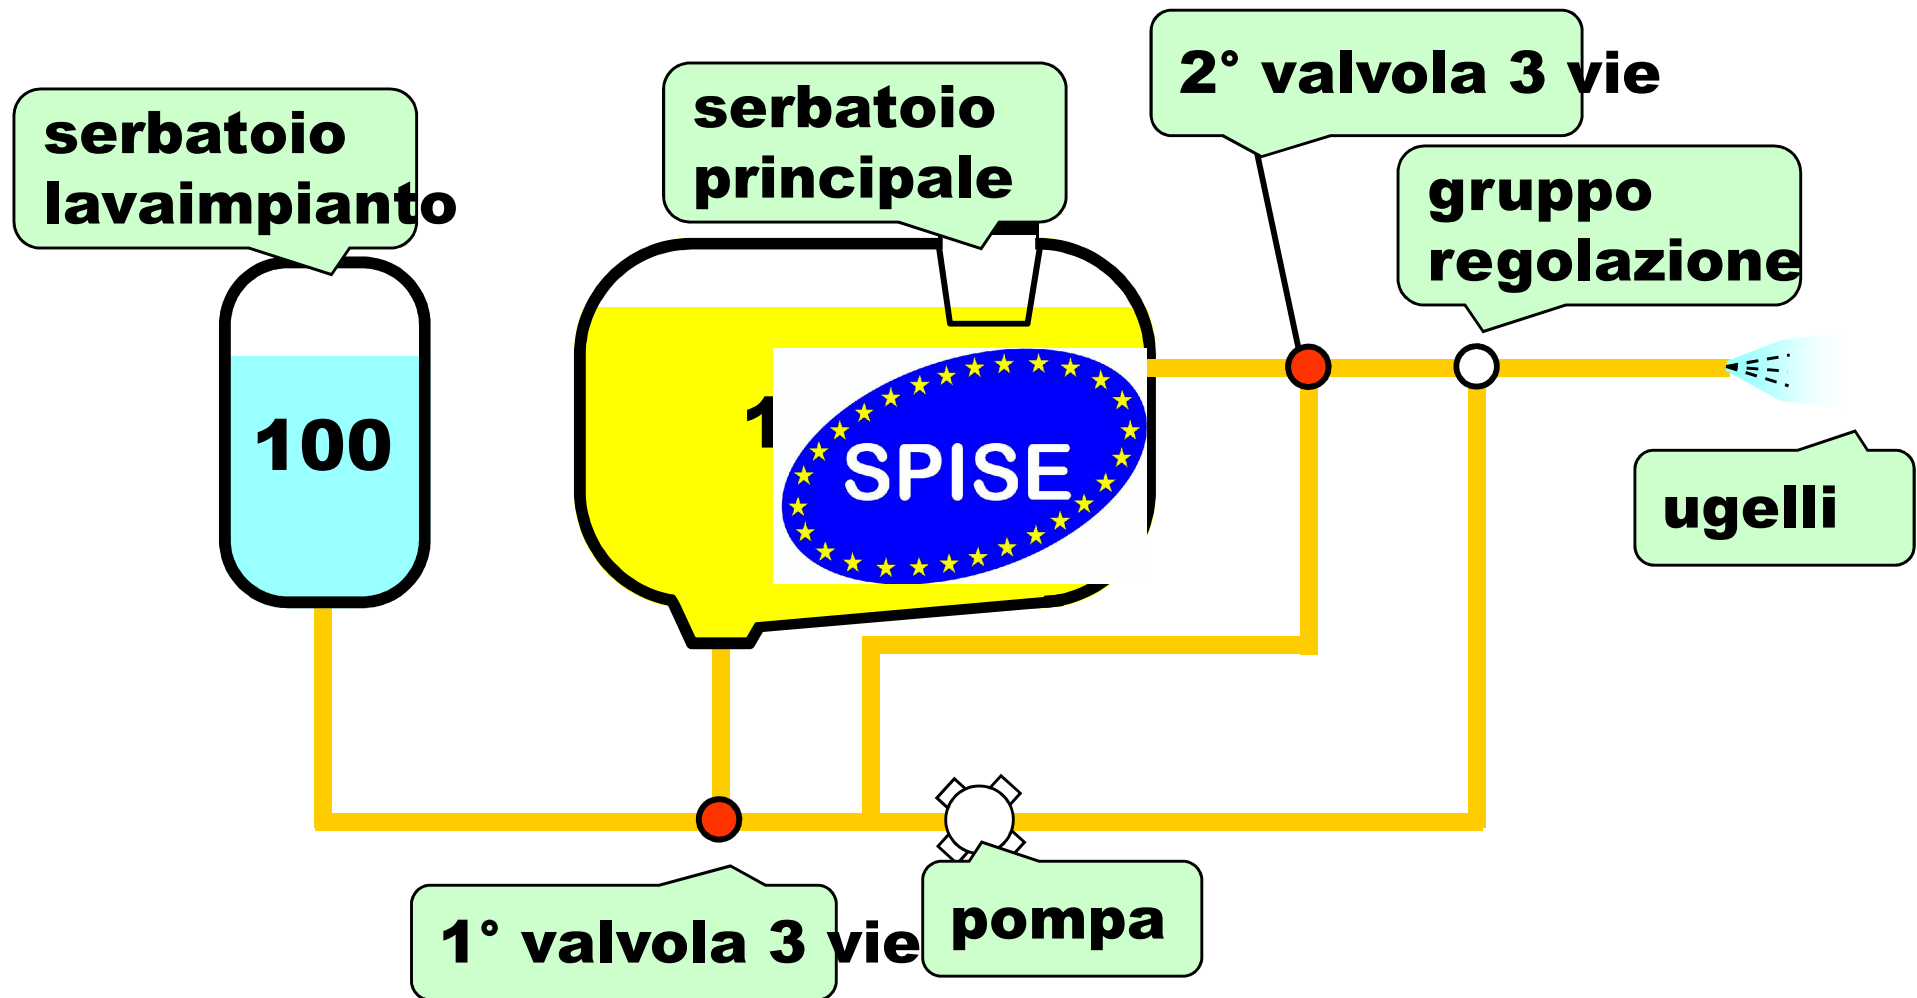 serbatoio
lavaimpianto
serbatoio
principale
2° valvola 3 vie
gruppo
regolazione
100
SPISE
ugelli
1° valvola 3 vie
pompa